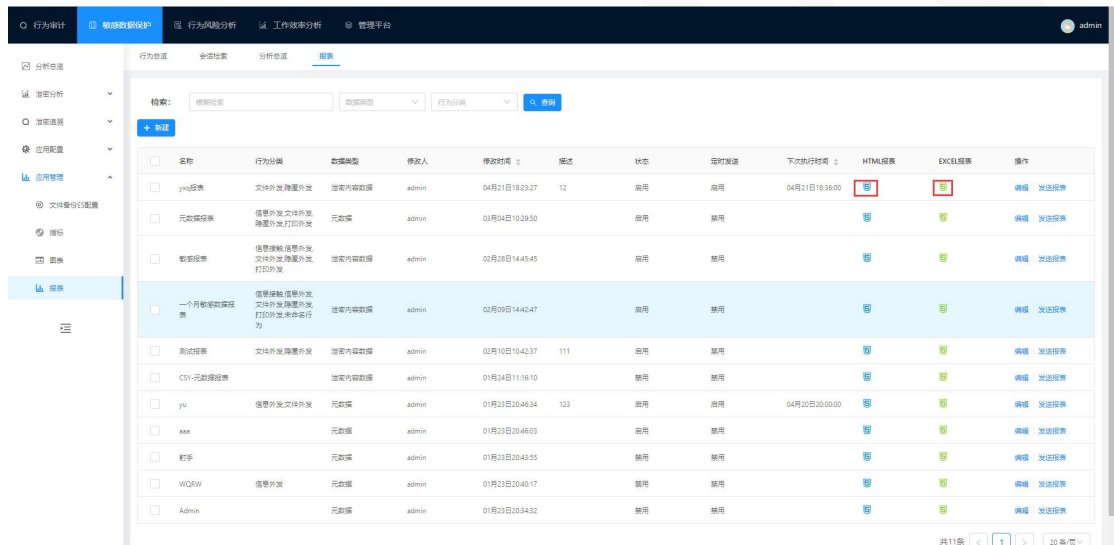 行为审计 敏感数据保护 行为风险分析 工作效率分析 管理平台 admin
行为总览 会话检索 分析总览 报表
分析总览
泄密分析
泄密追溯
应用配置
应用管理
文件备份ES配置
指标
图表
报表
检索： 模糊检索 数据类型 行为分类 查询
+ 新建
名称 行为分类 数据类型 修改人 修改时间 描述 状态 定时发送 下次执行时间 HTML报表 EXCEL报表 操作
yxq报表 文件外发,隐匿外发 泄密内容数据 admin 04月21日18:23:27 12 启用 启用 04月21日18:36:00 编辑 发送报表
元数据报表 信息外发,文件外发,隐匿外发,打印外发 元数据 admin 03月04日10:29:50 启用 禁用 编辑 发送报表
敏感报表 信息接触,信息外发,文件外发,隐匿外发,打印外发 泄密内容数据 admin 02月28日14:45:45 启用 禁用 编辑 发送报表
一个月敏感数据报表 信息接触,信息外发,文件外发,隐匿外发,打印外发,未命名行为 泄密内容数据 admin 02月09日14:42:47 启用 禁用 编辑 发送报表
测试报表 文件外发,隐匿外发 泄密内容数据 admin 02月10日10:42:37 111 启用 禁用 编辑 发送报表
CSY-元数据报表 泄密内容数据 admin 01月24日11:16:10 禁用 禁用 编辑 发送报表
yu 信息外发,文件外发 元数据 admin 01月23日20:46:34 123 启用 启用 04月20日20:00:00 编辑 发送报表
aaa 元数据 admin 01月23日20:46:03 启用 禁用 编辑 发送报表
射手 元数据 admin 01月23日20:43:55 禁用 禁用 编辑 发送报表
WQRW 信息外发 元数据 admin 01月23日20:40:17 禁用 禁用 编辑 发送报表
Admin 元数据 admin 01月23日20:34:32 禁用 禁用 编辑 发送报表
共11条 < 1 > 20 条/页